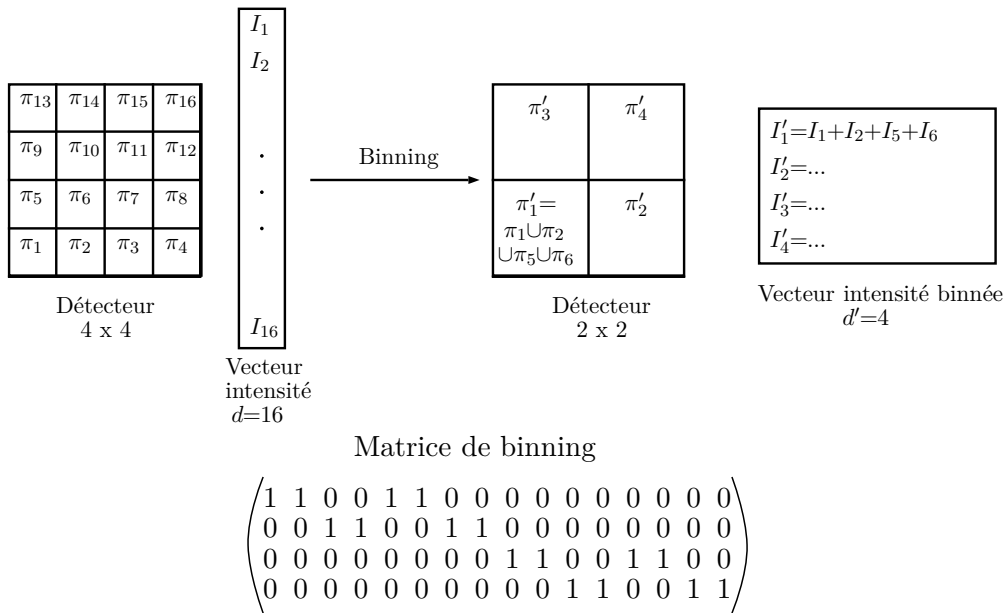 I₁
I₂
.
.
.
I₁₆
π₁₃ π₁₄ π₁₅ π₁₆
π₉ π₁₀ π₁₁ π₁₂
π₅ π₆ π₇ π₈
π₁ π₂ π₃ π₄
Détecteur
4 x 4
Vecteur
intensité
d=16
Binning
π′₃ π′₄
π′₁= π′₂
π₁∪π₂
∪π₅∪π₆
Détecteur
2 x 2
I′₁=I₁+I₂+I₅+I₆
I′₂=...
I′₃=...
I′₄=...
Vecteur intensité binnée
d′=4
Matrice de binning
1 1 0 0 1 1 0 0 0 0 0 0 0 0 0 0
0 0 1 1 0 0 1 1 0 0 0 0 0 0 0 0
0 0 0 0 0 0 0 0 1 1 0 0 1 1 0 0
0 0 0 0 0 0 0 0 0 0 1 1 0 0 1 1